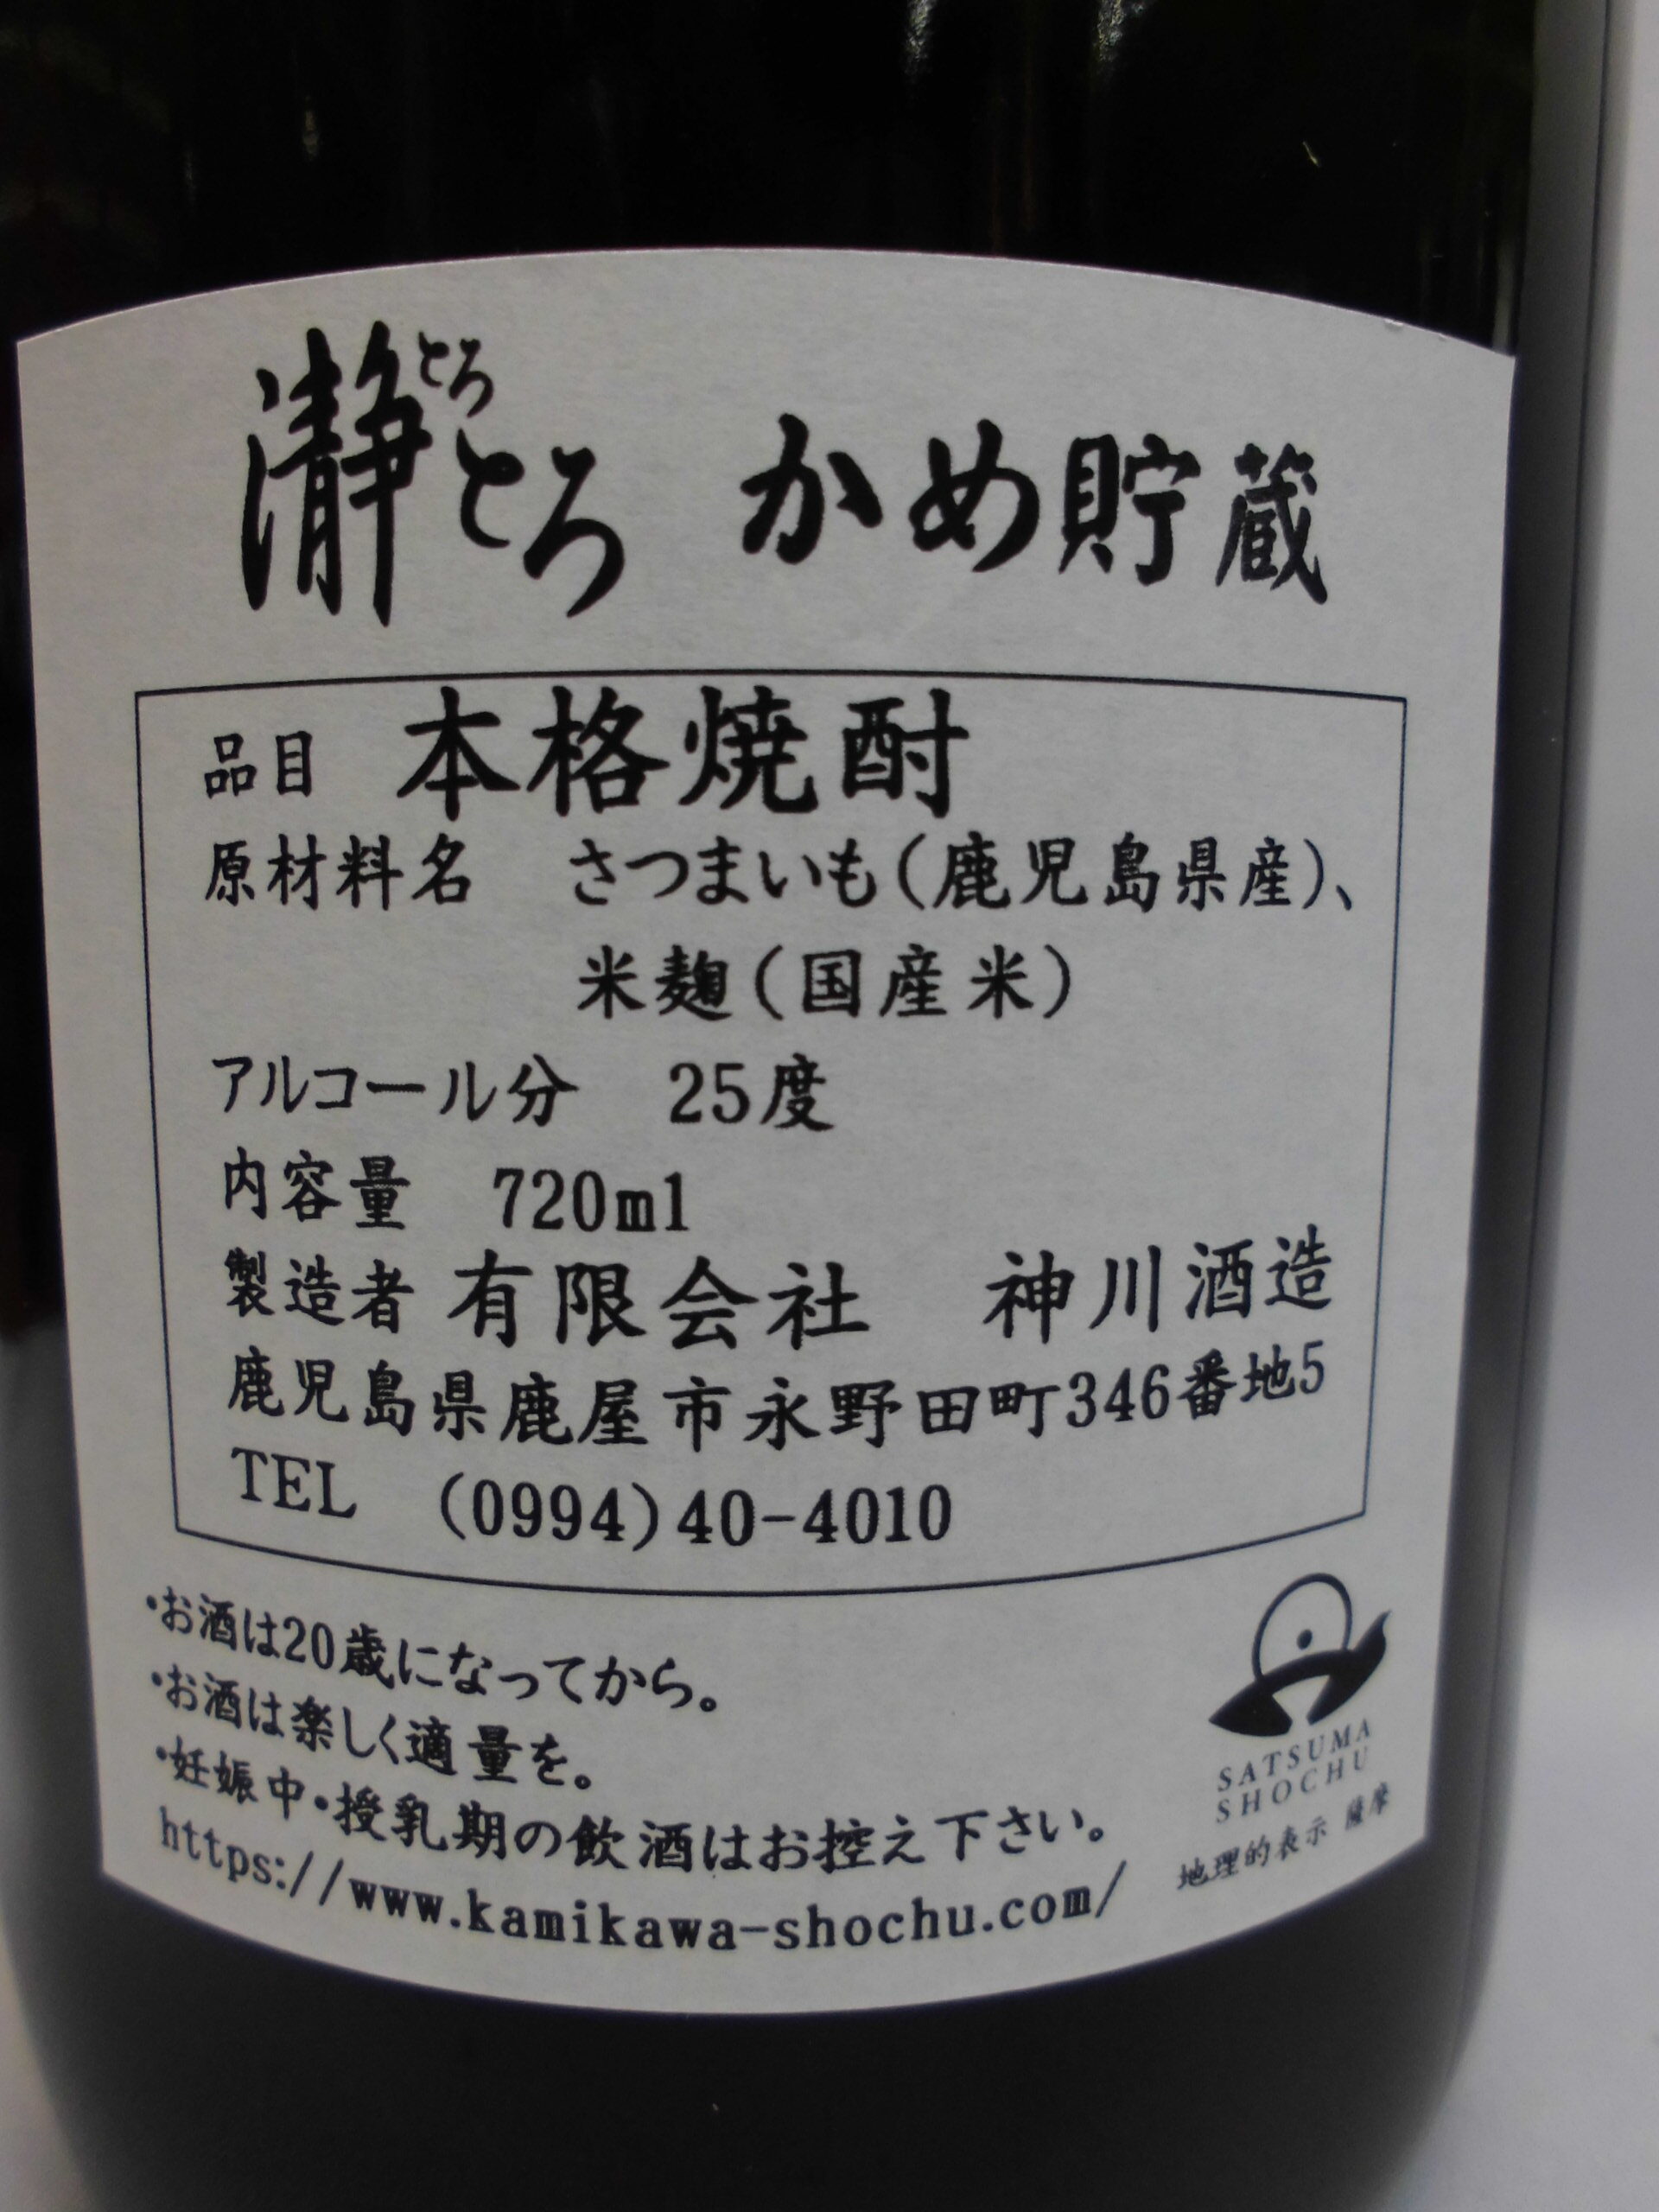 とろ
瀞とろ かめ貯蔵
品目 本格焼酎
原材料名 さつまいも(鹿児島県産)、
米麹(国産米)
アルコール分 25度
内容量 720ml
製造者 有限会社 神川酒造
鹿児島県鹿屋市永野田町346番地5
TEL (0994)40-4010
・お酒は20歳になってから。
・お酒は楽しく適量を。
・妊娠中・授乳期の飲酒はお控え下さい。
https://www.kamikawa-shochu.com/
SATSUMA
SHOCHU
地理的表示 薩摩